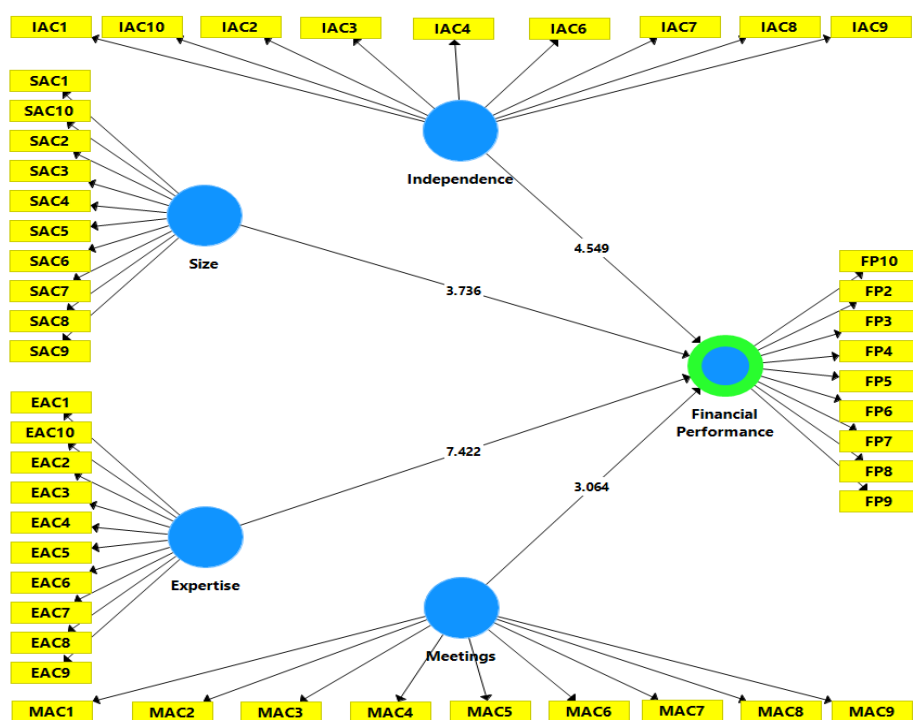 IAC1 IAC10 IAC2 IAC3 IAC4 IAC6 IAC7 IAC8 IAC9
SAC1
SAC10
SAC2
SAC3
SAC4
SAC5
SAC6
SAC7
SAC8
SAC9
Independence
Size
4.549
3.736
FP10
FP2
FP3
FP4
FP5
FP6
FP7
FP8
FP9
Financial
Performance
EAC1
EAC10
EAC2
EAC3
EAC4
EAC5
EAC6
EAC7
EAC8
EAC9
7.422
3.064
Expertise
Meetings
MAC1 MAC2 MAC3 MAC4 MAC5 MAC6 MAC7 MAC8 MAC9